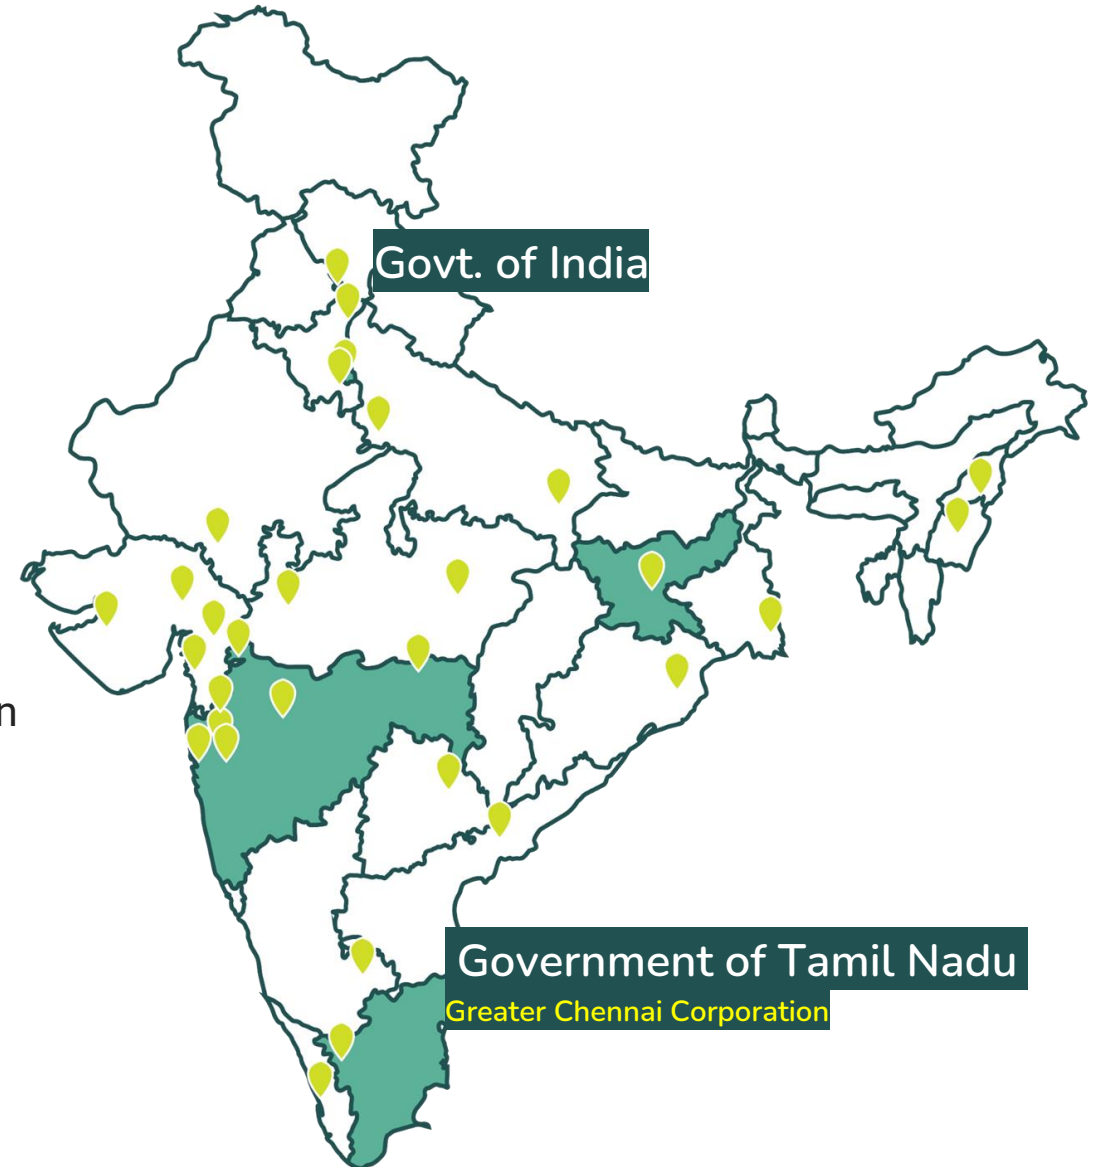 Govt. of India
n
Government of Tamil Nadu
Greater Chennai Corporation